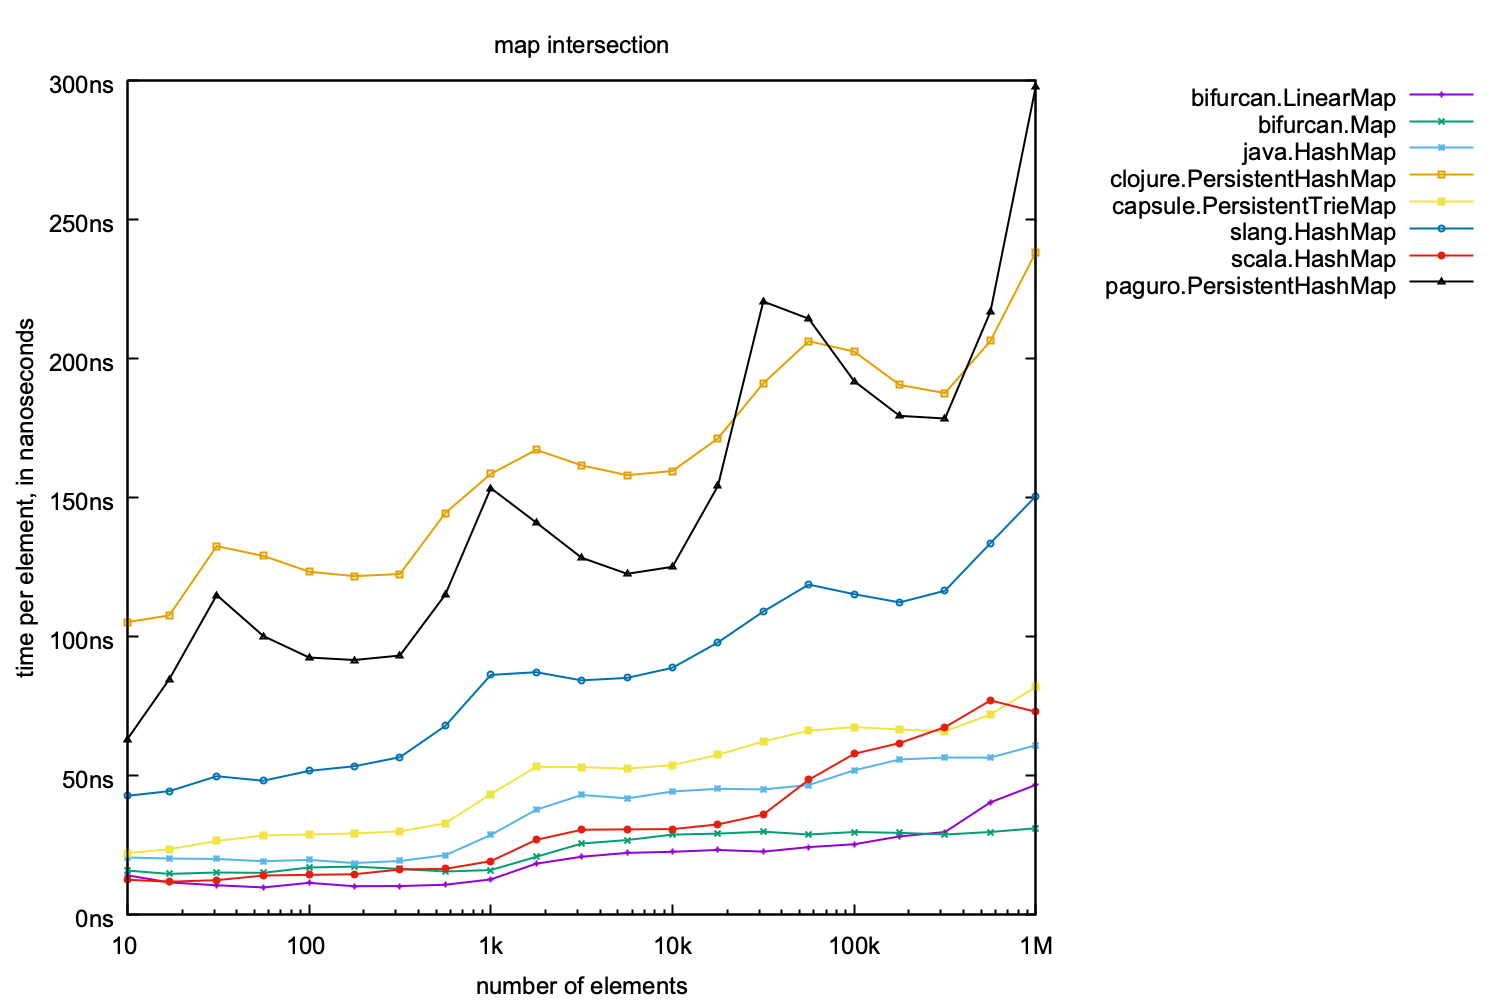 map intersection
300ns
250ns
200ns
150ns
100ns
50ns
0ns
time per element, in nanoseconds
10
100
1k
10k
100k
1M
number of elements
bifurcan.LinearMap
bifurcan.Map
java.HashMap
clojure.PersistentHashMap
capsule.PersistentTrieMap
slang.HashMap
scala.HashMap
paguro.PersistentHashMap